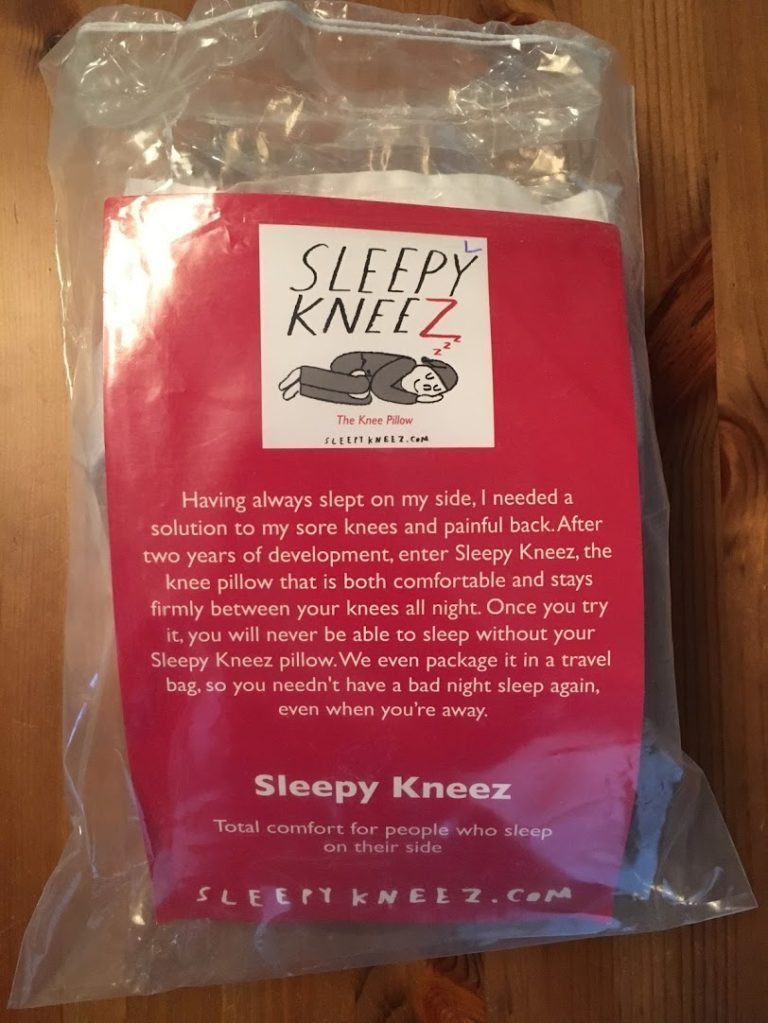 L
SLEEPY
KNEEZ
zzz
The Knee Pillow
SLEEPYKNEEZ.COM
Having always slept on my side, I needed a
solution to my sore knees and painful back. After
two years of development, enter Sleepy Kneez, the
knee pillow that is both comfortable and stays
firmly between your knees all night. Once you try
it, you will never be able to sleep without your
Sleepy Kneez pillow. We even package it in a travel
bag, so you needn't have a bad night sleep again,
even when you're away.
Sleepy Kneez
Total comfort for people who sleep
on their side
SLEEPYKNEEZ.COM